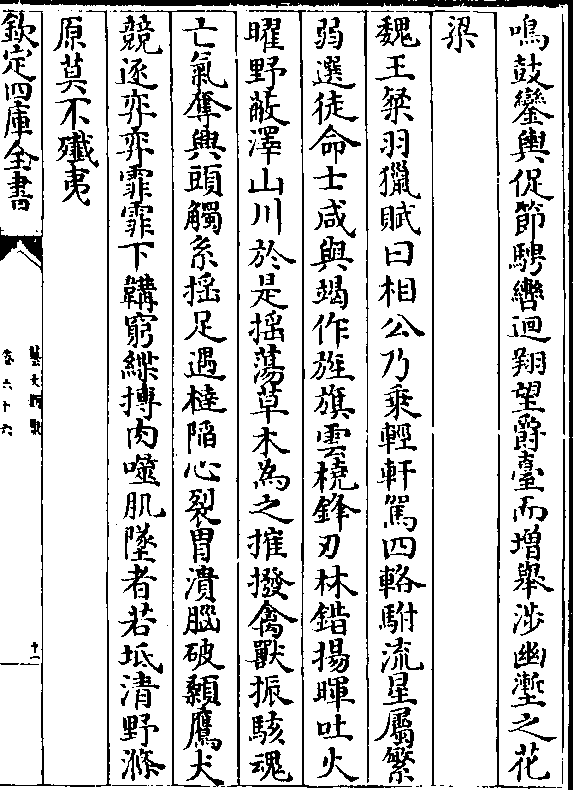 鳴鼓鑾輿促節騁轡迴翔望爵臺而增舉涉幽壍之花
梁
魏王粲羽獵賦曰相公乃乘輕軒駕四輅駙流星屬繁
弱選徒命士咸與竭作旌旗雲橈鋒刃林錯揚暉吐火
曜野蔽澤山川於是揺蕩草木為之摧撥禽獸振駭魂
亡氣奪興頭觸系揺足遇撻陷心裂胃潰腦破顙鷹犬
競逐弈弈霏霏下韝窮緤搏肉噬肌墜者若坻清野滌
原莫不殲夷
欽定四庫全書
藝文類聚
卷六十六
十一